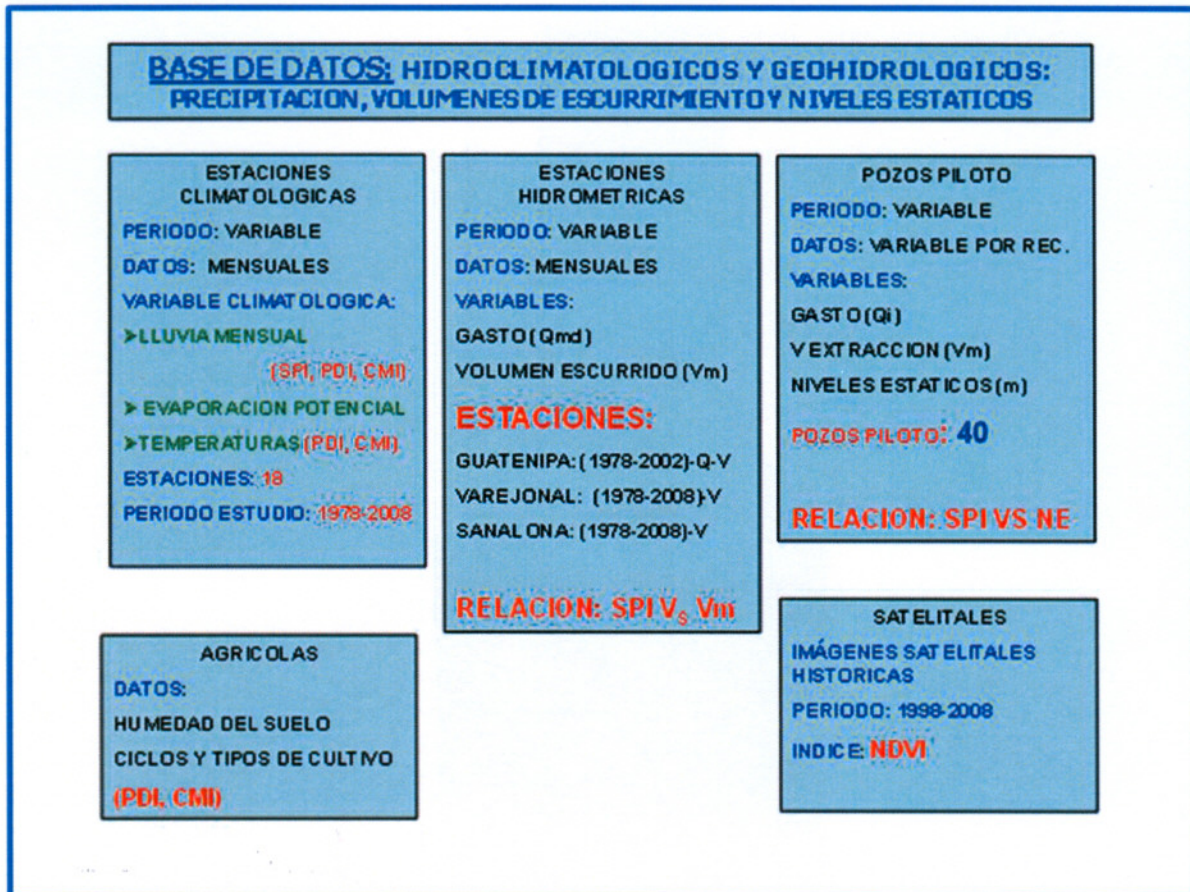 BASE DE DATOS: HIDROCLIMATOLOGICOS Y GEOHIDROLOGICOS:
PRECIPITACION, VOLUMENES DE ESCURRIMIENTO Y NIVELES ESTATICOS
ESTACIONES
CLIMATOLOGICAS
PERIODO: VARIABLE
DATOS: MENSUALES
VARIABLE CLIMATOLOGICA:
➤LLUVIA MENSUAL
(SPI, PDI, CMI)
➤ EVAPORACION POTENCIAL
➤TEMPERATURAS (PDI, CMI)
ESTACIONES: 18
PERIODO ESTUDIO: 1978-2008
ESTACIONES
HIDROMETRICAS
PERIODO: VARIABLE
DATOS: MENSUALES
VARIABLES:
GASTO (Qmd)
VOLUMEN ESCURRIDO (Vm)
ESTACIONES:
GUATENIPA: (1978-2002)-Q-V
VAREJONAL: (1978-2008)-V
SANALONA: (1978-2008)-V
RELACION: SPI Vs Vm
POZOS PILOTO
PERIODO: VARIABLE
DATOS: VARIABLE POR REC.
VARIABLES:
GASTO (Qi)
V EXTRACCION (Vm)
NIVELES ESTATICOS (m)
POZOS PILOTO: 40
RELACION: SPI VS NE
AGRICOLAS
DATOS:
HUMEDAD DEL SUELO
CICLOS Y TIPOS DE CULTIVO
(PDI, CMI)
SATELITALES
IMÁGENES SATELITALES
HISTORICAS
PERIODO: 1998-2008
INDICE: NDVI